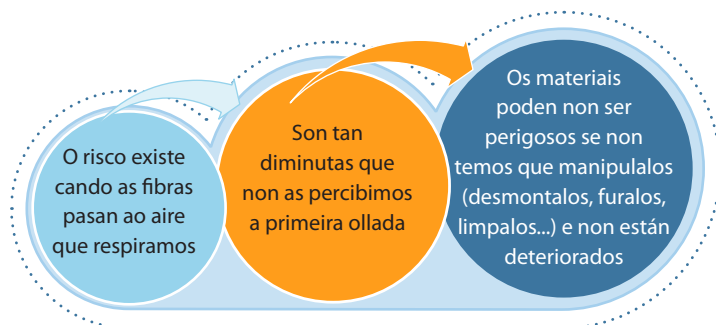 O risco existe
cando as fibras
pasan ao aire
que respiramos
Son tan
diminutas que
non as percibimos
a primeira ollada
Os materiais
poden non ser
perigosos se non
temos que manipulalos
(desmontalos, furalos,
limpalos...) e non están
deteriorados